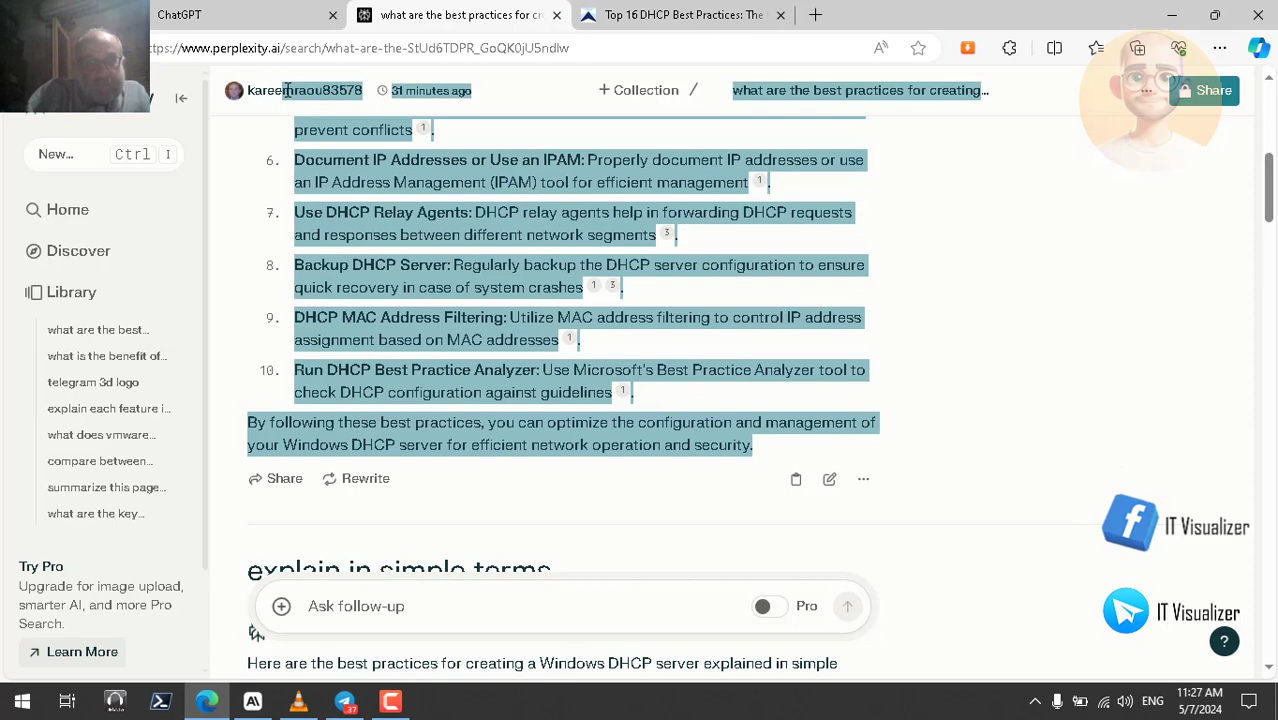 ChatGPT
what are the best practices for cr
Top 16 DHCP Best Practices: The
ttps://www.perplexity.ai/search/what-are-the-StUd6TDPR_GoQK0jU5ndlw
kareemraou83578
31 minutes ago
Collection /
what are the best practices for creating...
Share
New...
Ctrl
I
Home
Discover
Library
what are the best...
what is the benefit of...
telegram 3d logo
explain each feature i...
what does vmware...
compare between...
summarize this page...
what are the key...
Try Pro
Upgrade for image upload,
smarter AI, and more Pro
Search.
Learn More
prevent conflicts 1.
6. Document IP Addresses or Use an IPAM: Properly document IP addresses or use
an IP Address Management (IPAM) tool for efficient management 1.
7. Use DHCP Relay Agents: DHCP relay agents help in forwarding DHCP requests
and responses between different network segments 3.
8. Backup DHCP Server: Regularly backup the DHCP server configuration to ensure
quick recovery in case of system crashes 1 3.
9. DHCP MAC Address Filtering: Utilize MAC address filtering to control IP address
assignment based on MAC addresses 1.
10. Run DHCP Best Practice Analyzer: Use Microsoft's Best Practice Analyzer tool to
check DHCP configuration against guidelines 1.
By following these best practices, you can optimize the configuration and management of
your Windows DHCP server for efficient network operation and security.
Share
Rewrite
explain in simple terms
Ask follow-up
Pro
Here are the best practices for creating a Windows DHCP server explained in simple
IT Visualizer
IT Visualizer
?
37
ENG
11:27 AM
5/7/2024